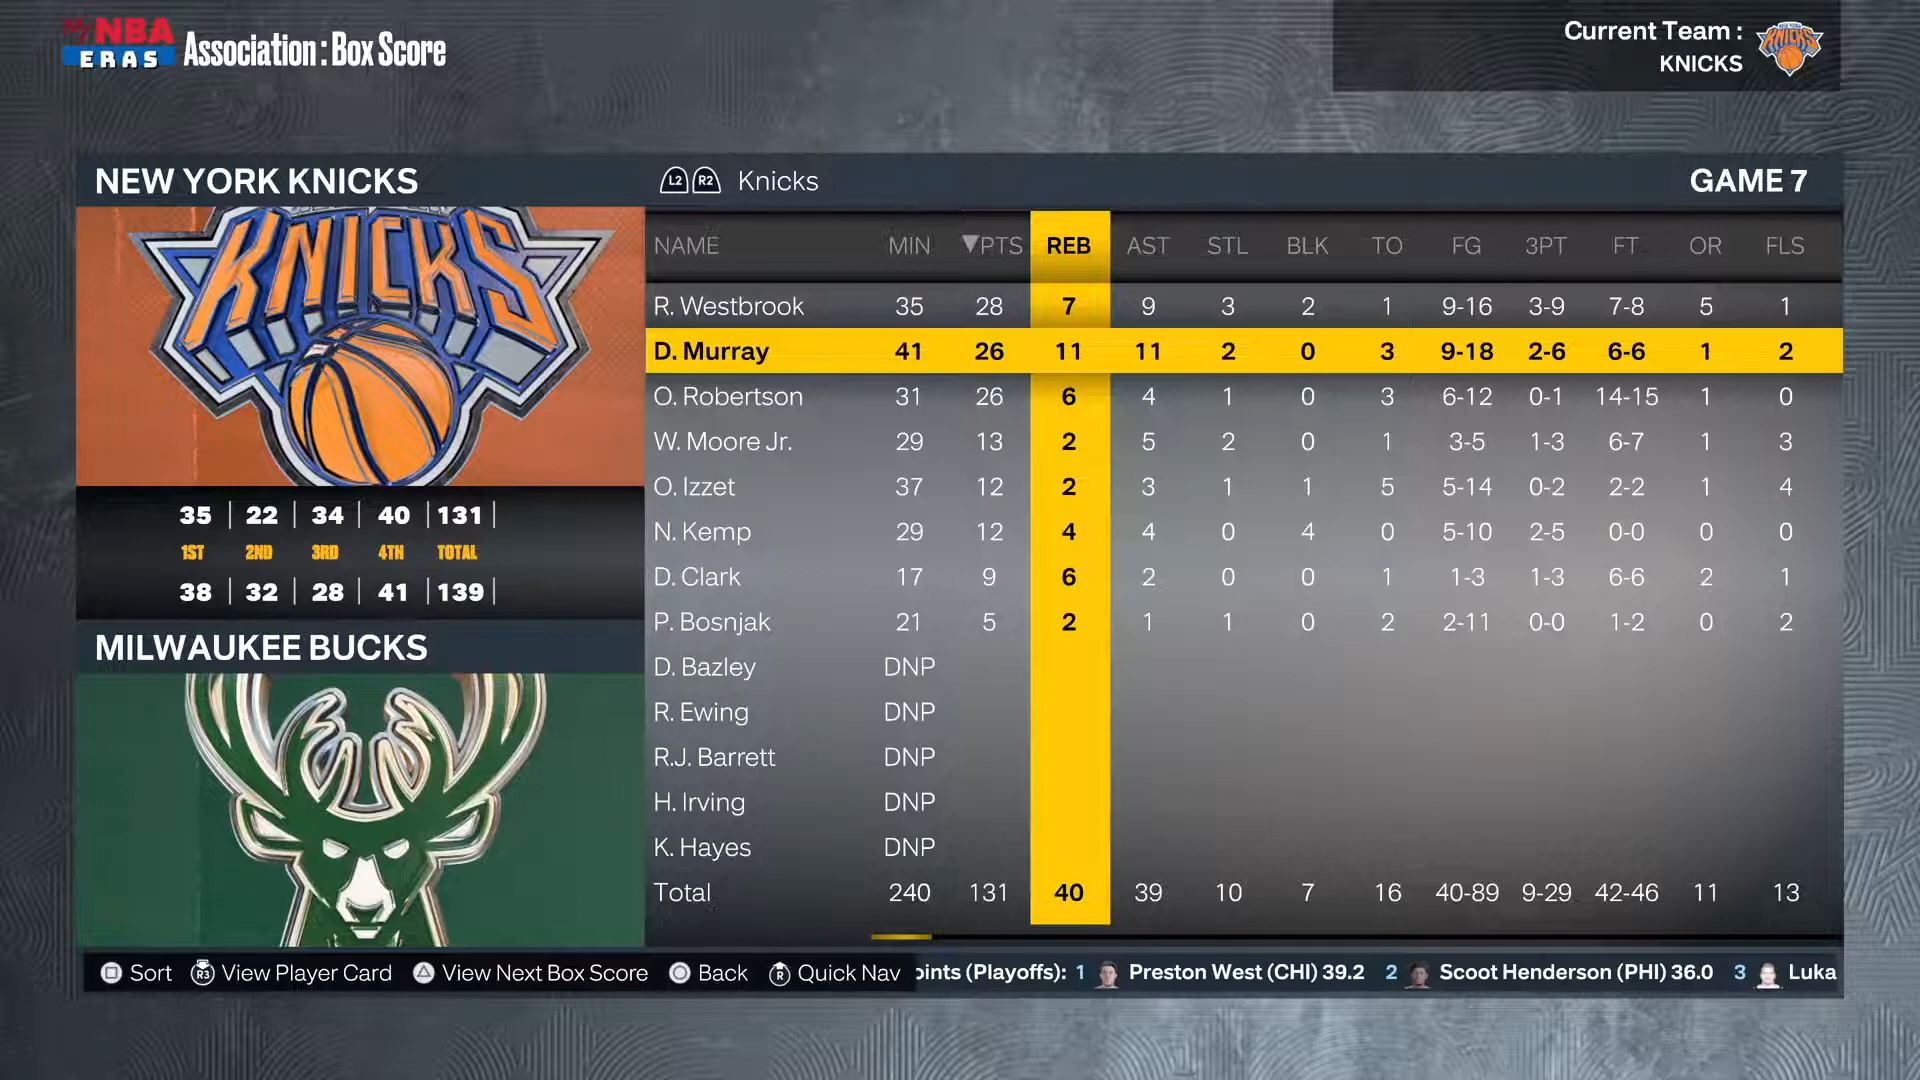 MyNBA ERAS
Association : Box Score
Current Team :
KNICKS
NEW YORK KNICKS
KNICKS
35 | 22 | 34 | 40 | 131 |
1ST 2ND 3RD 4TH TOTAL
38 | 32 | 28 | 41 | 139 |
MILWAUKEE BUCKS
L2 R2 Knicks GAME 7
NAME MIN ▼PTS REB AST STL BLK TO FG 3PT FT OR FLS
R. Westbrook 35 28 7 9 3 2 1 9-16 3-9 7-8 5 1
D. Murray 41 26 11 11 2 0 3 9-18 2-6 6-6 1 2
O. Robertson 31 26 6 4 1 0 3 6-12 0-1 14-15 1 0
W. Moore Jr. 29 13 2 5 2 0 1 3-5 1-3 6-7 1 3
O. Izzet 37 12 2 3 1 1 5 5-14 0-2 2-2 1 4
N. Kemp 29 12 4 4 0 4 0 5-10 2-5 0-0 0 0
D. Clark 17 9 6 2 0 0 1 1-3 1-3 6-6 2 1
P. Bosnjak 21 5 2 1 1 0 2 2-11 0-0 1-2 0 2
D. Bazley DNP
R. Ewing DNP
R.J. Barrett DNP
H. Irving DNP
K. Hayes DNP
Total 240 131 40 39 10 7 16 40-89 9-29 42-46 11 13
Sort R3 View Player Card View Next Box Score Back R Quick Nav oints (Playoffs): 1 Preston West (CHI) 39.2 2 Scoot Henderson (PHI) 36.0 3 Luka